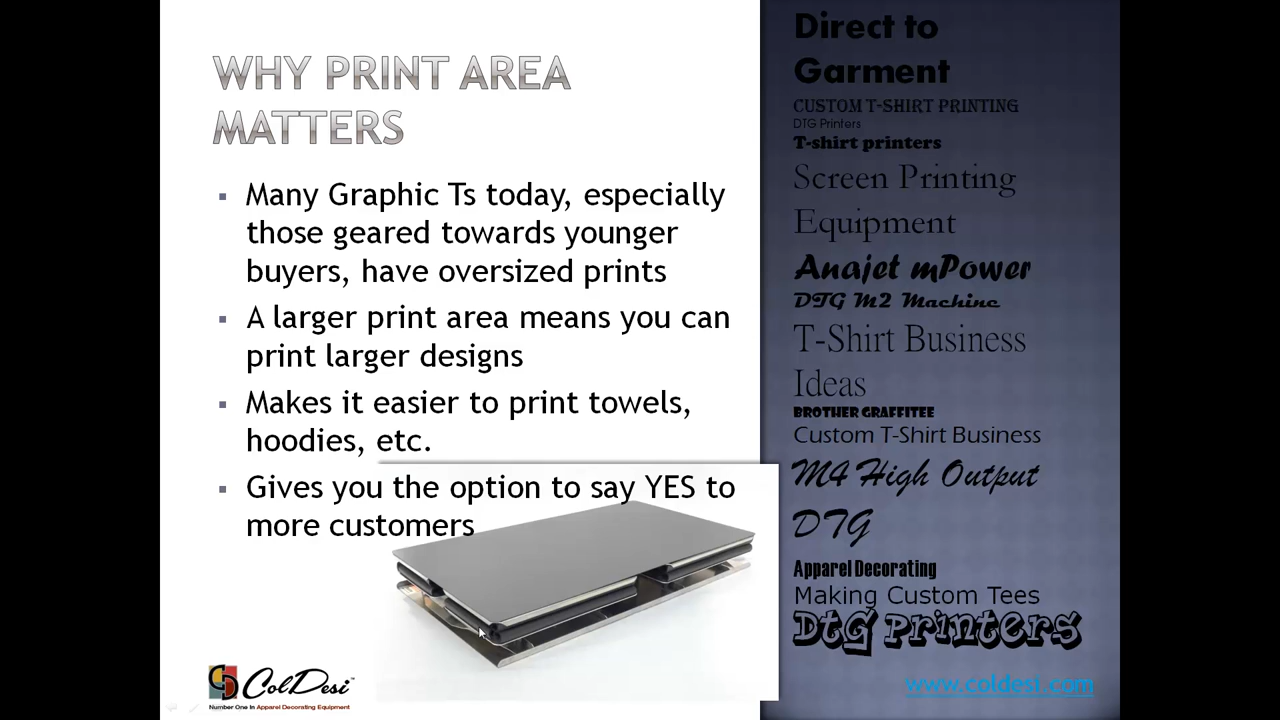 WHY PRINT AREA
MATTERS
Many Graphic Ts today, especially
those geared towards younger
buyers, have oversized prints
A larger print area means you can
print larger designs
Makes it easier to print towels,
hoodies, etc.
Gives you the option to say YES to
more customers
ColDesi™
Number One In Apparel Decorating Equipment
Direct to
Garment
CUSTOM T-SHIRT PRINTING
DTG Printers
T-shirt printers
Screen Printing
Equipment
Anajet mPower
DTG M2 Machine
T-Shirt Business
Ideas
BROTHER GRAFFITEE
Custom T-Shirt Business
M4 High Output
DTG
Apparel Decorating
Making Custom Tees
DtG Printers
www.coldesi.com